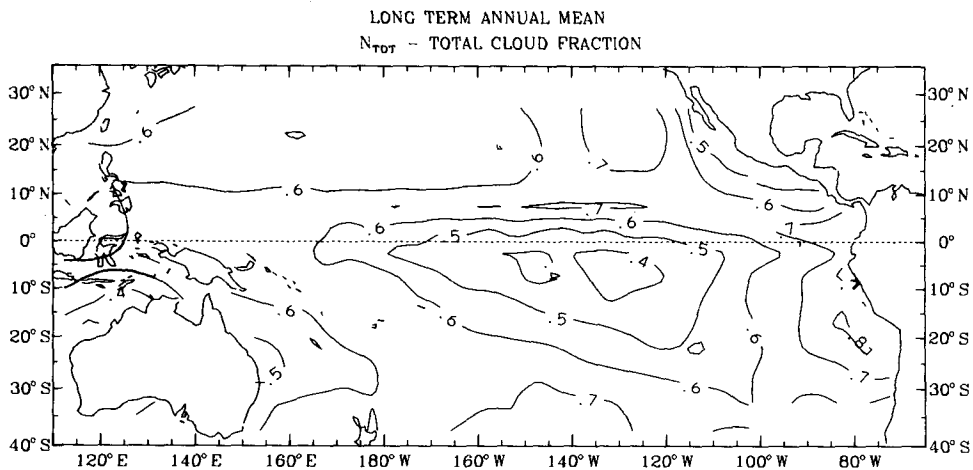 LONG TERM ANNUAL MEAN
N_TOT – TOTAL CLOUD FRACTION
30° N
20° N
10° N
0°
10° S
20° S
30° S
40° S
30° N
20° N
10° N
0°
10° S
20° S
30° S
40° S
.6
.6
.7
.5
.6
.6
.7
.7
.6
.6
.5
.5
.4
.4
.6
.6
.5
.6
.8
.5
.6
.7
.7
120° E
140° E
160° E
180° W
160° W
140° W
120° W
100° W
80° W